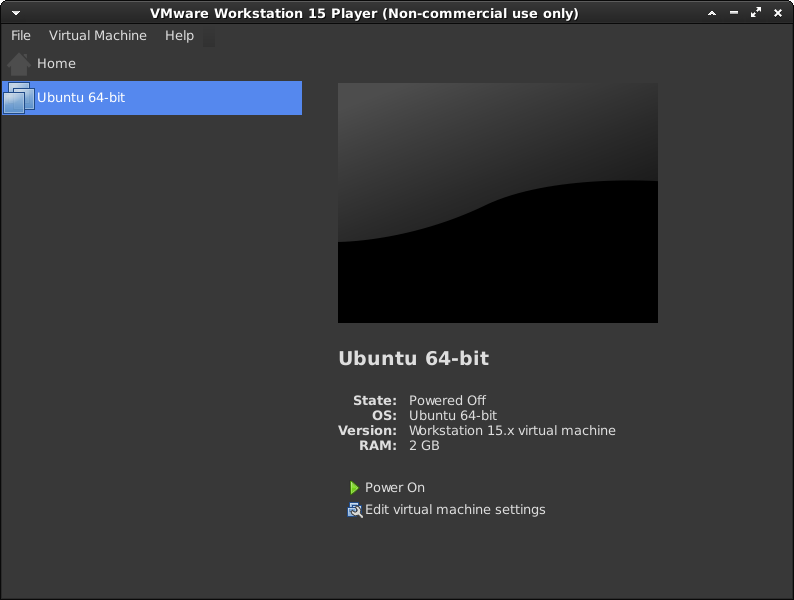 VMware Workstation 15 Player (Non-commercial use only)
File Virtual Machine Help
Home
Ubuntu 64-bit
Ubuntu 64-bit
State: Powered Off
OS: Ubuntu 64-bit
Version: Workstation 15.x virtual machine
RAM: 2 GB
Power On
Edit virtual machine settings